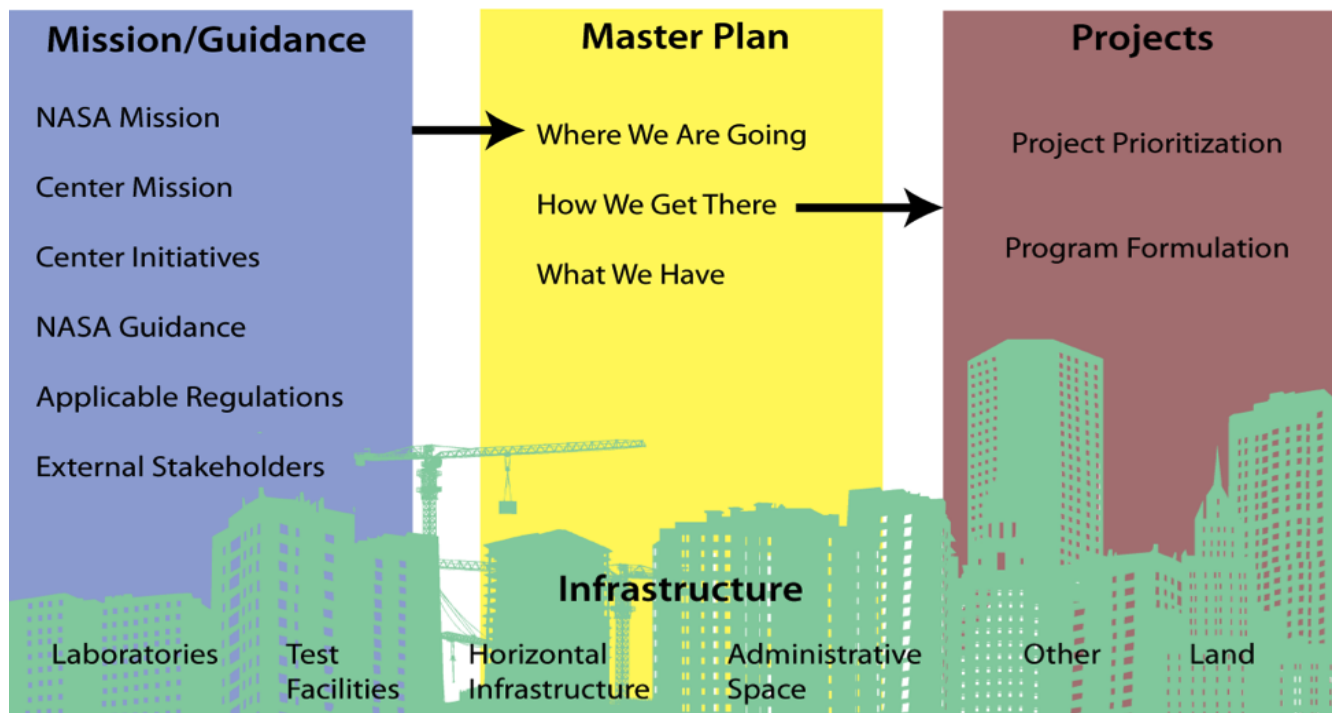 Mission/Guidance
NASA Mission
Center Mission
Center Initiatives
NASA Guidance
Applicable Regulations
External Stakeholders
Master Plan
Where We Are Going
How We Get There
What We Have
Projects
Project Prioritization
Program Formulation
Infrastructure
Laboratories
Test
Facilities
Horizontal
Infrastructure
Administrative
Space
Other
Land